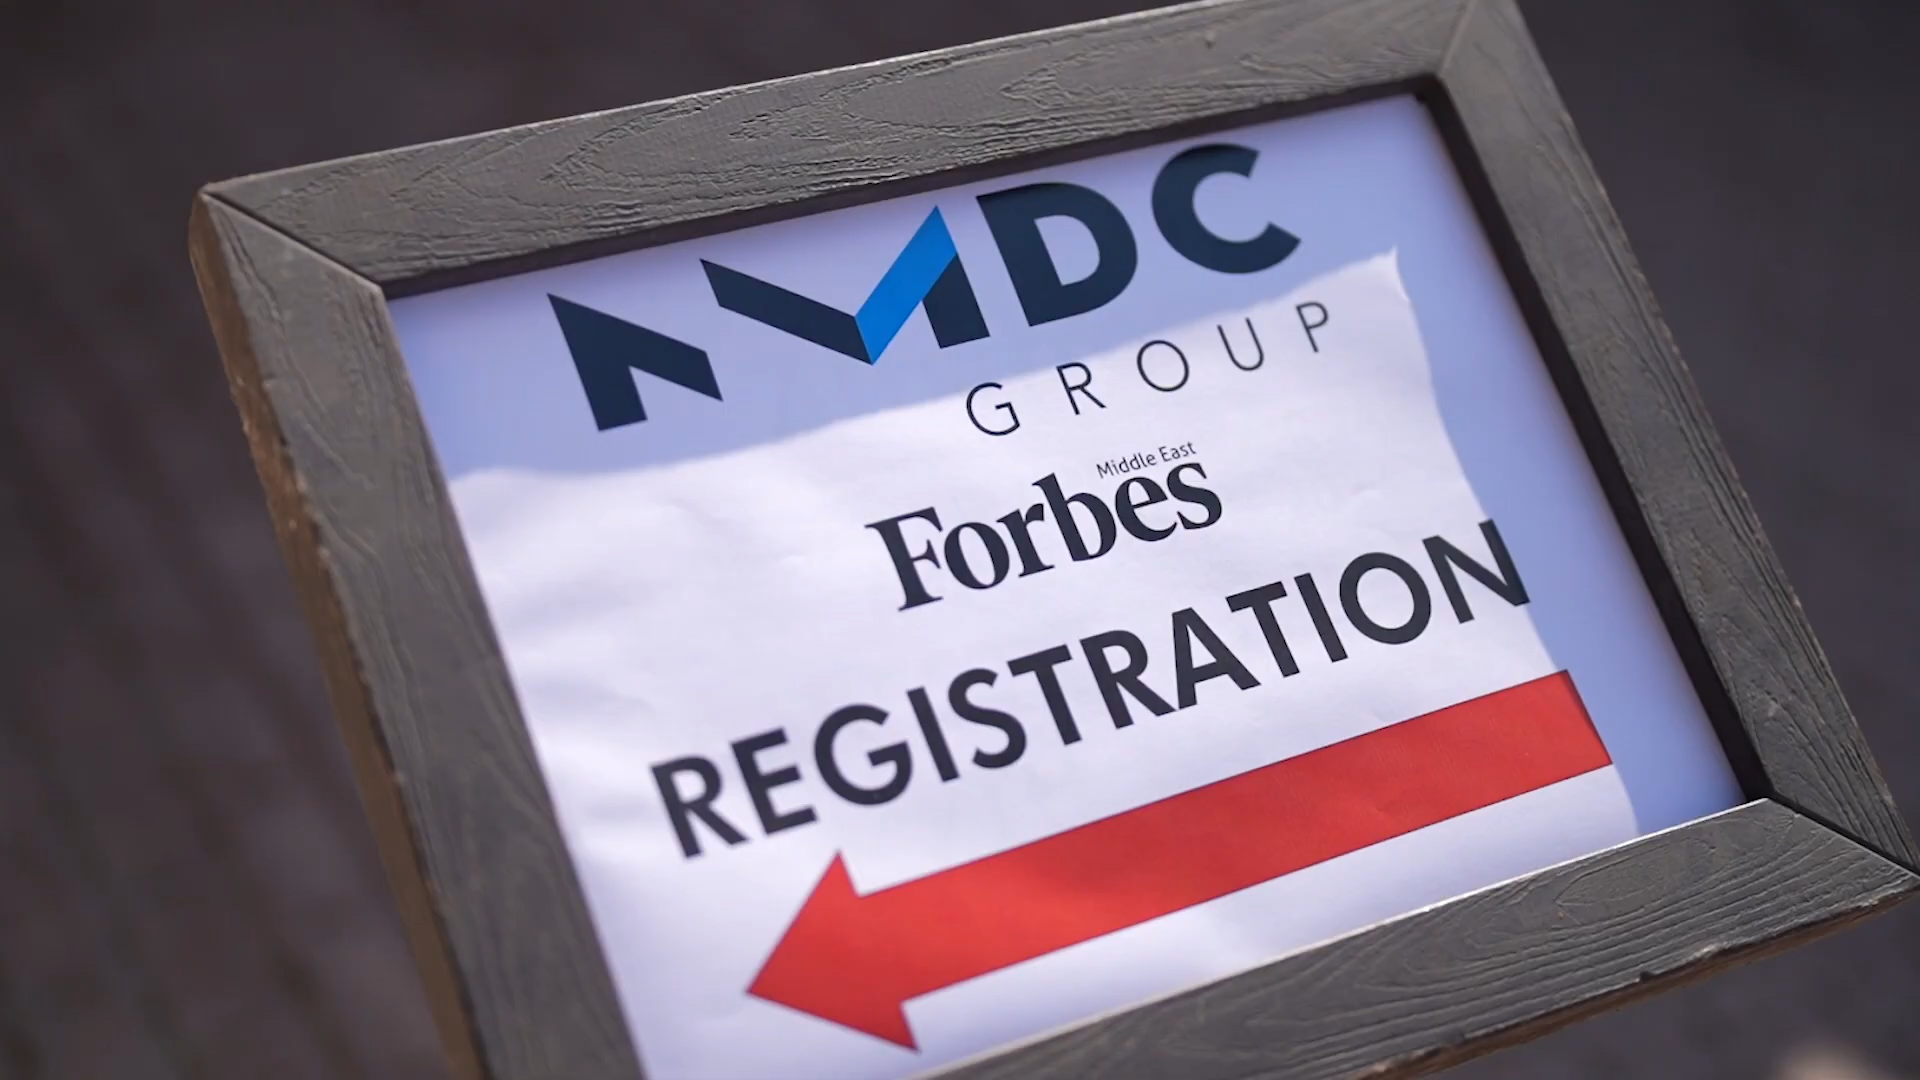 NMDC
GROUP
Middle East
Forbes
REGISTRATION